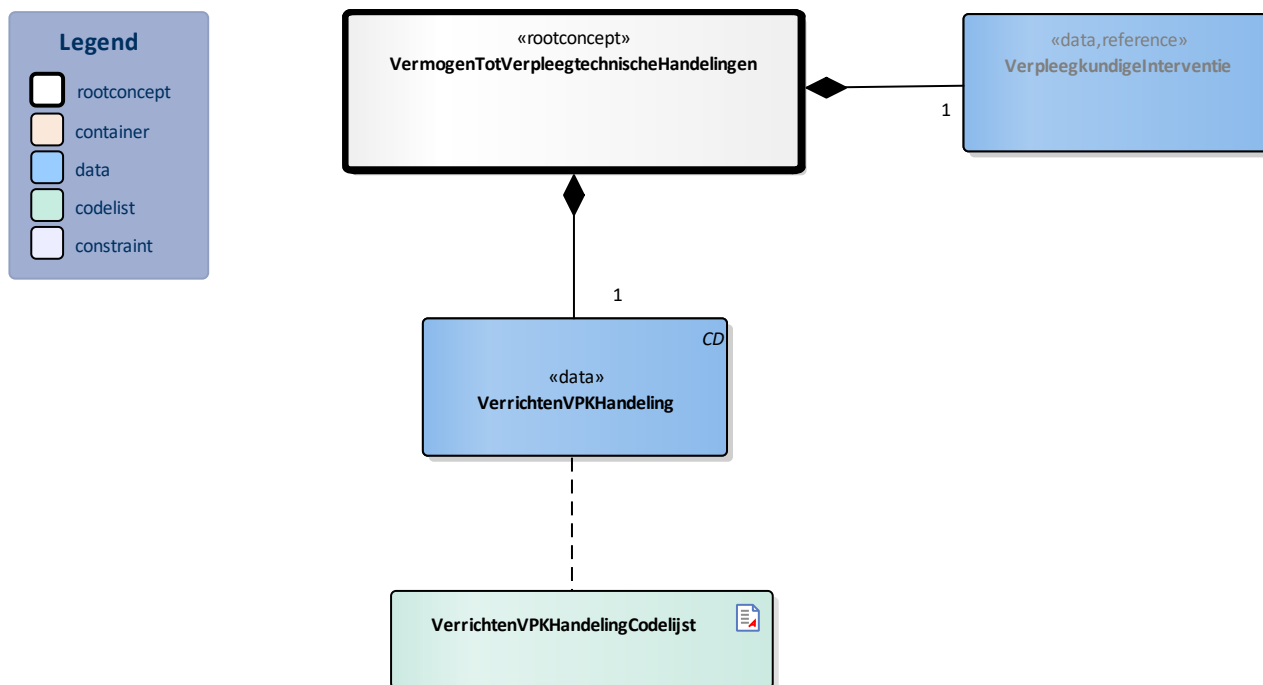 Legend
rootconcept
container
data
codelist
constraint
«rootconcept»
VermogenTotVerpleegtechnischeHandelingen
«data,reference»
VerpleegkundigeInterventie
1
1
CD
«data»
VerrichtenVPKHandeling
VerrichtenVPKHandelingCodelijst